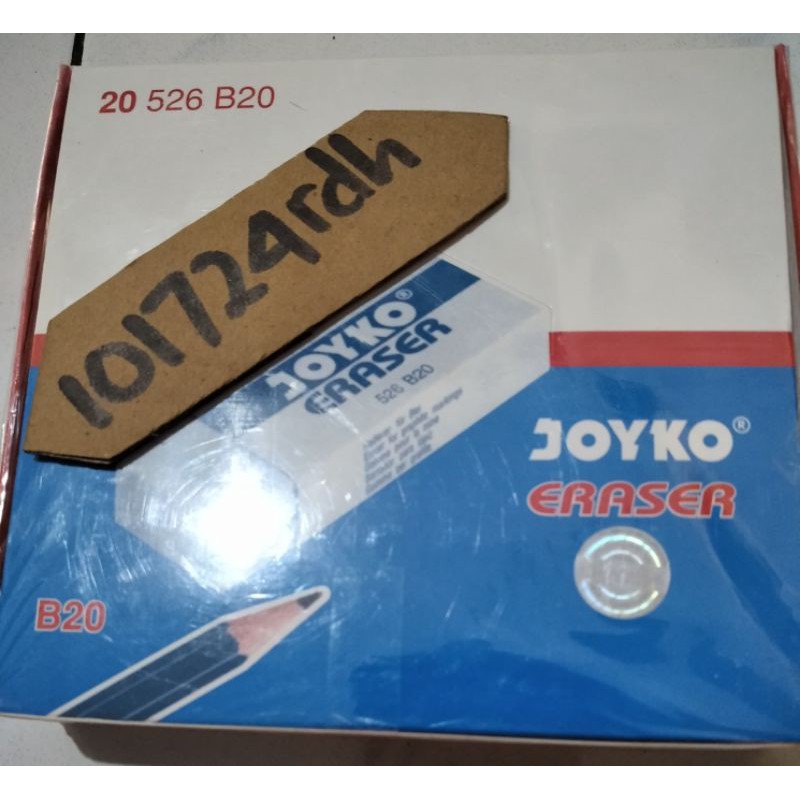 20 526 B20
101724rdh
JOYKO®
ERASER
526 B20
JOYKO®
ERASER
B20